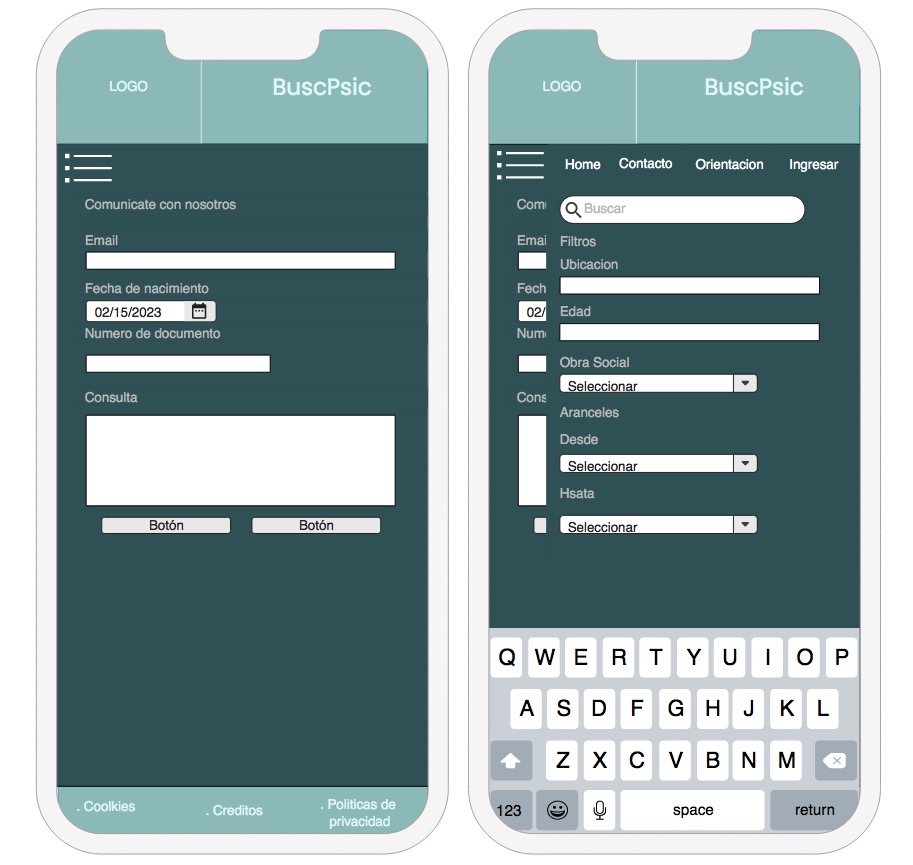 LOGO
BuscPsic
Comunicate con nosotros
Email
Fecha de nacimiento
02/15/2023
Numero de documento
Consulta
Botón
Botón
. Coolkies
. Creditos
. Politicas de
privacidad
LOGO
BuscPsic
Home
Contacto
Orientacion
Ingresar
Comu
Buscar
Emai
Filtros
Ubicacion
Fech
02/
Edad
Nume
Obra Social
Seleccionar
Cons
Aranceles
Desde
Seleccionar
Hsata
Seleccionar
Q W E R T Y U I O P
A S D F G H J K L
Z X C V B N M
123
space
return